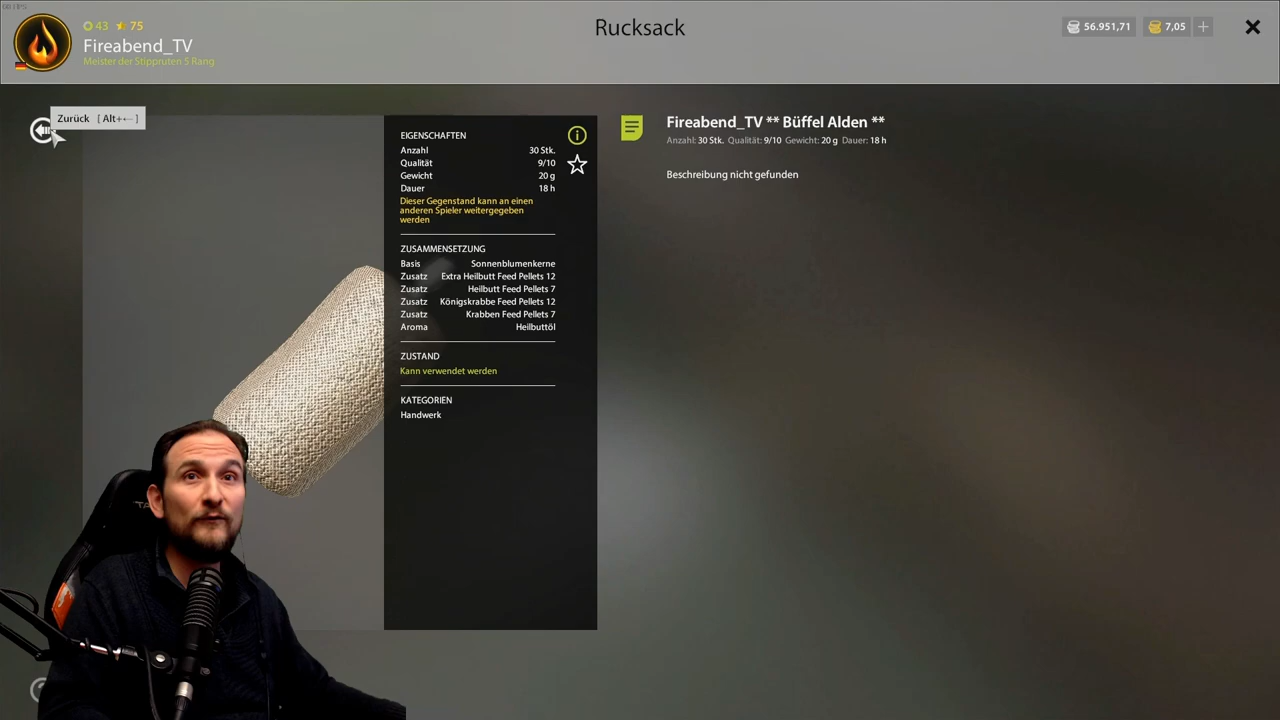 60 FPS
43 75
Fireabend_TV
Meister der Stippruten 5 Rang
Rucksack
56.951,71
7,05
Zurück [ Alt+← ]
EIGENSCHAFTEN
Anzahl 30 Stk.
Qualität 9/10
Gewicht 20 g
Dauer 18 h
Dieser Gegenstand kann an einen
anderen Spieler weitergegeben
werden
ZUSAMMENSETZUNG
Basis Sonnenblumenkerne
Zusatz Extra Heilbutt Feed Pellets 12
Zusatz Heilbutt Feed Pellets 7
Zusatz Königskrabbe Feed Pellets 12
Zusatz Krabben Feed Pellets 7
Aroma Heilbuttöl
ZUSTAND
Kann verwendet werden
KATEGORIEN
Handwerk
Fireabend_TV ** Büffel Alden **
Anzahl: 30 Stk. Qualität: 9/10 Gewicht: 20 g Dauer: 18 h
Beschreibung nicht gefunden